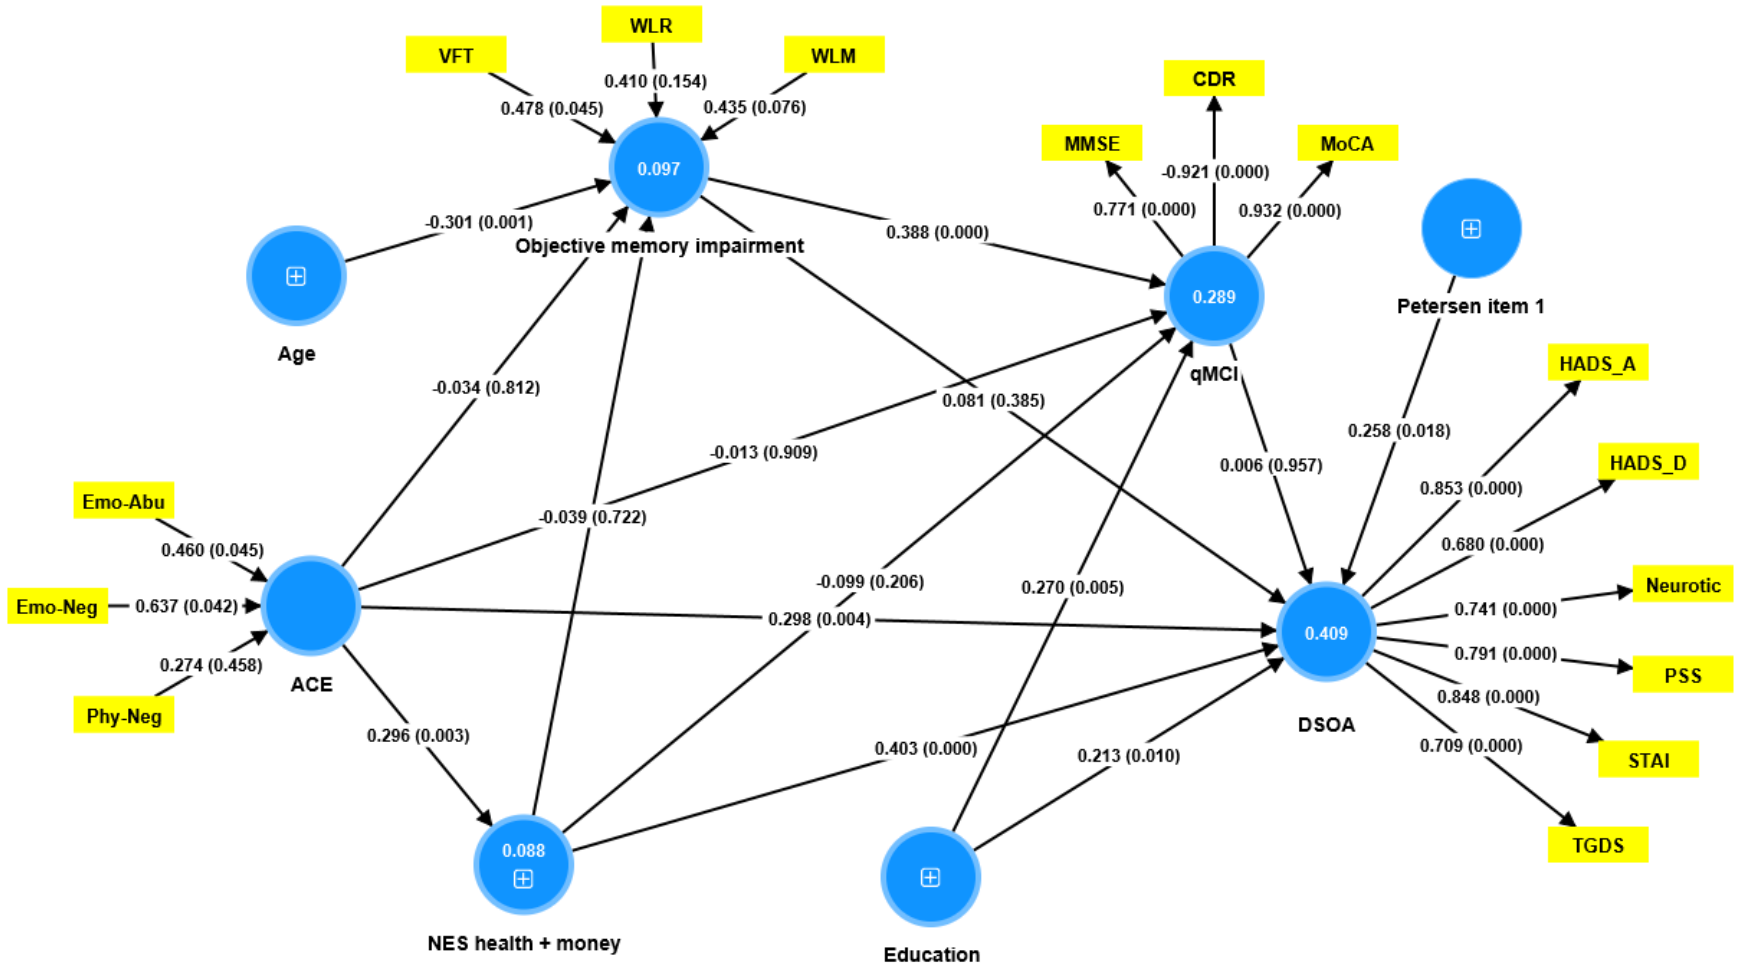 WLR
VFT
WLM
CDR
0.410 (0.154)
0.478 (0.045)
0.435 (0.076)
MMSE
MoCA
0.097
-0.921 (0.000)
0.771 (0.000)
0.932 (0.000)
-0.301 (0.001)
0.388 (0.000)
Objective memory impairment
0.289
Petersen item 1
Age
qMCI
HADS_A
-0.034 (0.812)
0.081 (0.385)
0.258 (0.018)
-0.013 (0.909)
0.006 (0.957)
HADS_D
0.853 (0.000)
Emo-Abu
-0.039 (0.722)
0.460 (0.045)
0.680 (0.000)
-0.099 (0.206)
0.270 (0.005)
Neurotic
Emo-Neg
0.637 (0.042)
0.298 (0.004)
0.741 (0.000)
0.409
0.274 (0.458)
0.791 (0.000)
PSS
ACE
0.848 (0.000)
Phy-Neg
DSOA
0.296 (0.003)
0.403 (0.000)
0.213 (0.010)
0.709 (0.000)
STAI
0.088
TGDS
NES health + money
Education